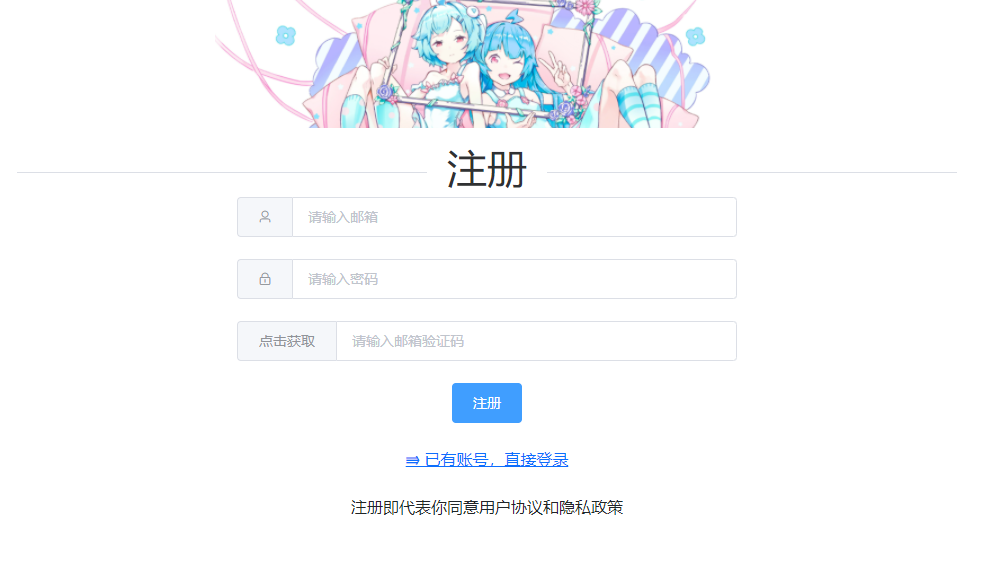 注册
请输入邮箱
请输入密码
点击获取 请输入邮箱验证码
注册
⇛ 已有账号，直接登录
注册即代表你同意用户协议和隐私政策